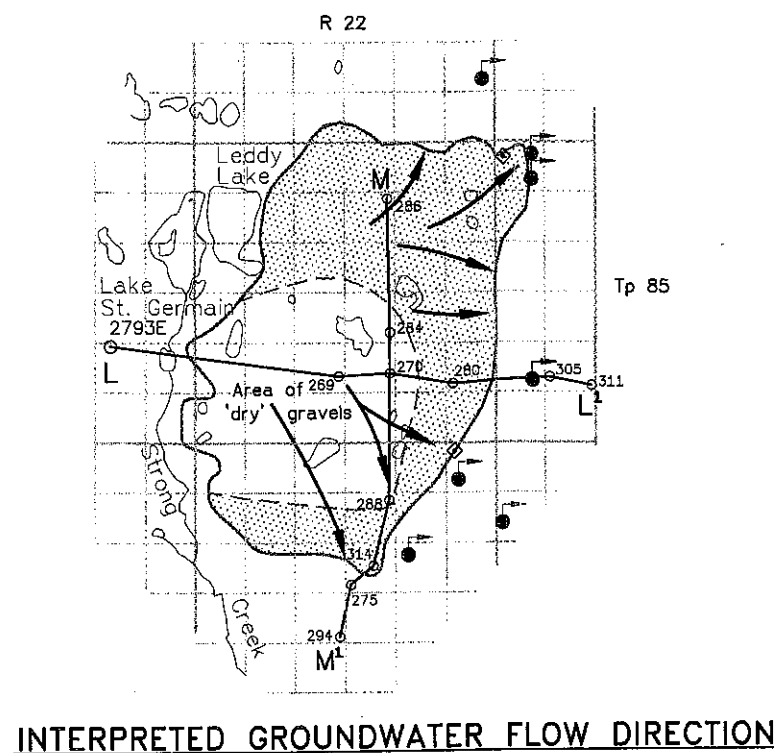 R 22
Leddy
Lake
M
286
Tp 85
Lake
St. Germain
2793E
284
L
269
270
280
305
311
L¹
Area of
'dry' gravels
Strong
Creek
288
314
275
294
M¹
INTERPRETED GROUNDWATER FLOW DIRECTION